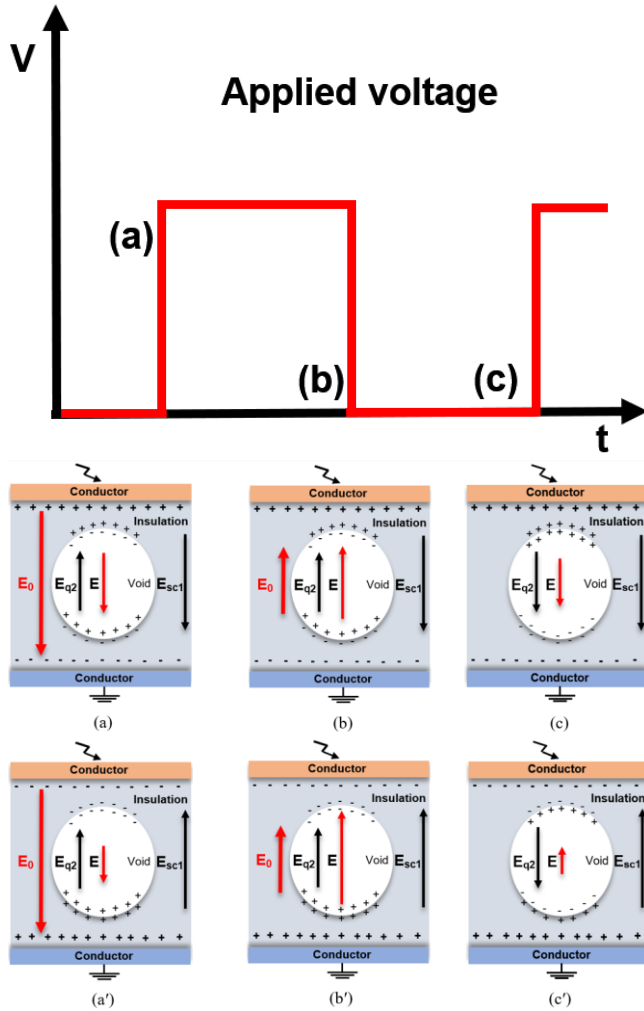 V
Applied voltage
(a)
(b)
(c)
t
Conductor
+ + + + + + + + + + + +
Insulation
E0
Eq2
E
Void
Esc1
- - - - - - - - - -
Conductor
(a)
Conductor
+ + + + + + + + + + + +
Insulation
E0
Eq2
E
Void
Esc1
- - - - - - - - - -
Conductor
(b)
Conductor
+ + + + + + + + + + + +
Insulation
Eq2
E
Void
Esc1
- - - - - - - - - -
Conductor
(c)
Conductor
- - - - - - - - - -
Insulation
E0
Eq2
E
Void
Esc1
+ + + + + + + + + + + +
Conductor
(a′)
Conductor
- - - - - - - - - -
Insulation
E0
Eq2
E
Void
Esc1
+ + + + + + + + + + + +
Conductor
(b′)
Conductor
- - - - - - - - - -
Insulation
Eq2
E
Void
Esc1
+ + + + + + + + + + + +
Conductor
(c′)